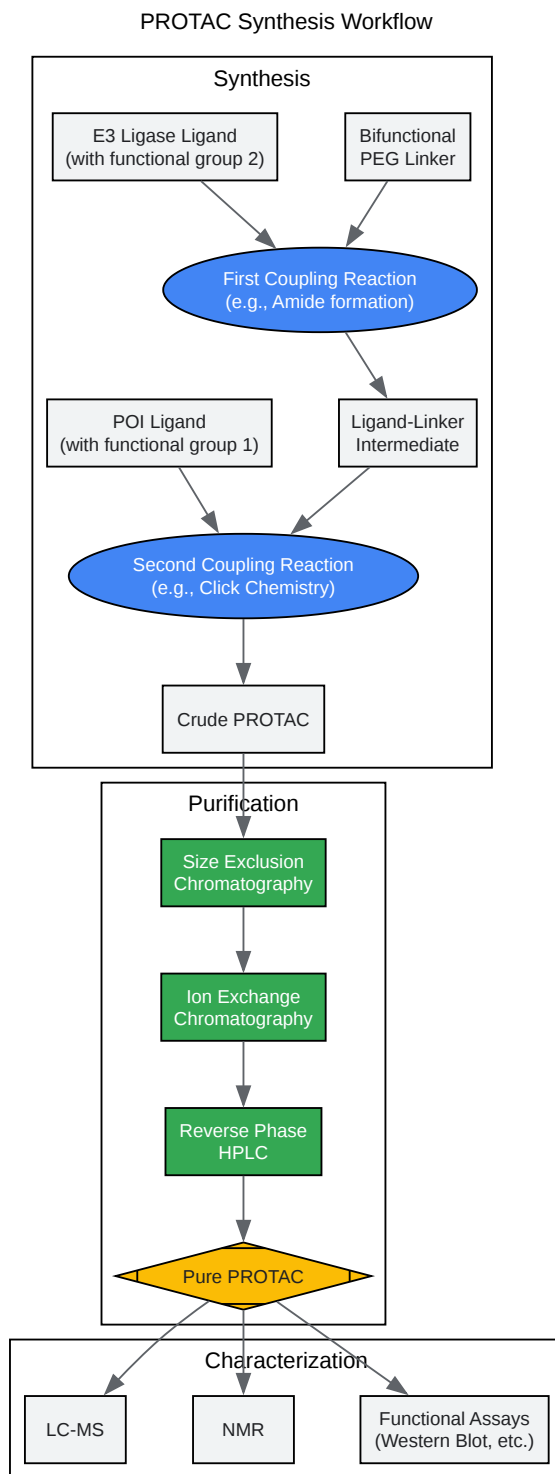 PROTAC Synthesis Workflow
Synthesis
E3 Ligase Ligand
(with functional group 2)
Bifunctional
PEG Linker
First Coupling Reaction
(e.g., Amide formation)
POI Ligand
(with functional group 1)
Ligand-Linker
Intermediate
Second Coupling Reaction
(e.g., Click Chemistry)
Crude PROTAC
Purification
Size Exclusion
Chromatography
Ion Exchange
Chromatography
Reverse Phase
HPLC
Pure PROTAC
Characterization
LC-MS
NMR
Functional Assays
(Western Blot, etc.)